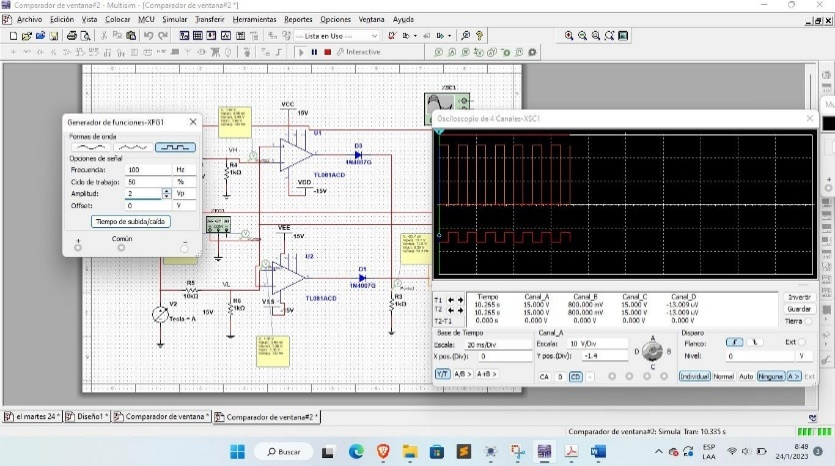 Comparador de ventana#2 - Multisim - [Comparador de ventana#2 *]
Archivo Edición Vista Colocar MCU Simular Transferir Herramientas Reportes Opciones Ventana Ayuda
--- Lista en Uso ---
Interactive
Generador de funciones-XFG1
Formas de onda
Opciones de señal
Frecuencia: 100 Hz
Ciclo de trabajo: 50 %
Amplitud: 2 Vp
Offset: 0 V
Tiempo de subida/caída
+ Común -
VCC
15V
U1
VH
R4
1kΩ
D3
1N4007G
TL081ACD
VDD
-15V
XSC1
VEE
15V
U2
VL
R5
10kΩ
D1
1N4007G
TL081ACD
R6
1kΩ
VSS
-15V
R3
1kΩ
V2
15V
Tecla = A
Osciloscopio de 4 Canales-XSC1
Tiempo Canal_A Canal_B Canal_C Canal_D
T1 10.265 s 15.000 V 800.000 mV 15.000 V -13.009 uV
T2 10.265 s 15.000 V 800.000 mV 15.000 V -13.009 uV
T2-T1 0.000 s 0.000 V 0.000 V 0.000 V 0.000 V
Invertir
Guardar
Tierra
Base de Tiempo
Escala: 20 ms/Div
X pos.(Div): 0
Y/T A/B > A+B >
Canal_A
Escala: 10 V/Div
Y pos.(Div): -1.4
CA 0 CD -
A
D B
C
Disparo
Flanco: Ext
Nivel: 0 V
Individual Normal Auto Ninguna A > Ext
el martes 24 * Diseño1 * Comparador de ventana * Comparador de ventana#2 *
Comparador de ventana#2: Simula Tran: 10.335 s
Buscar
ESP
LAA
8:49
24/1/2023